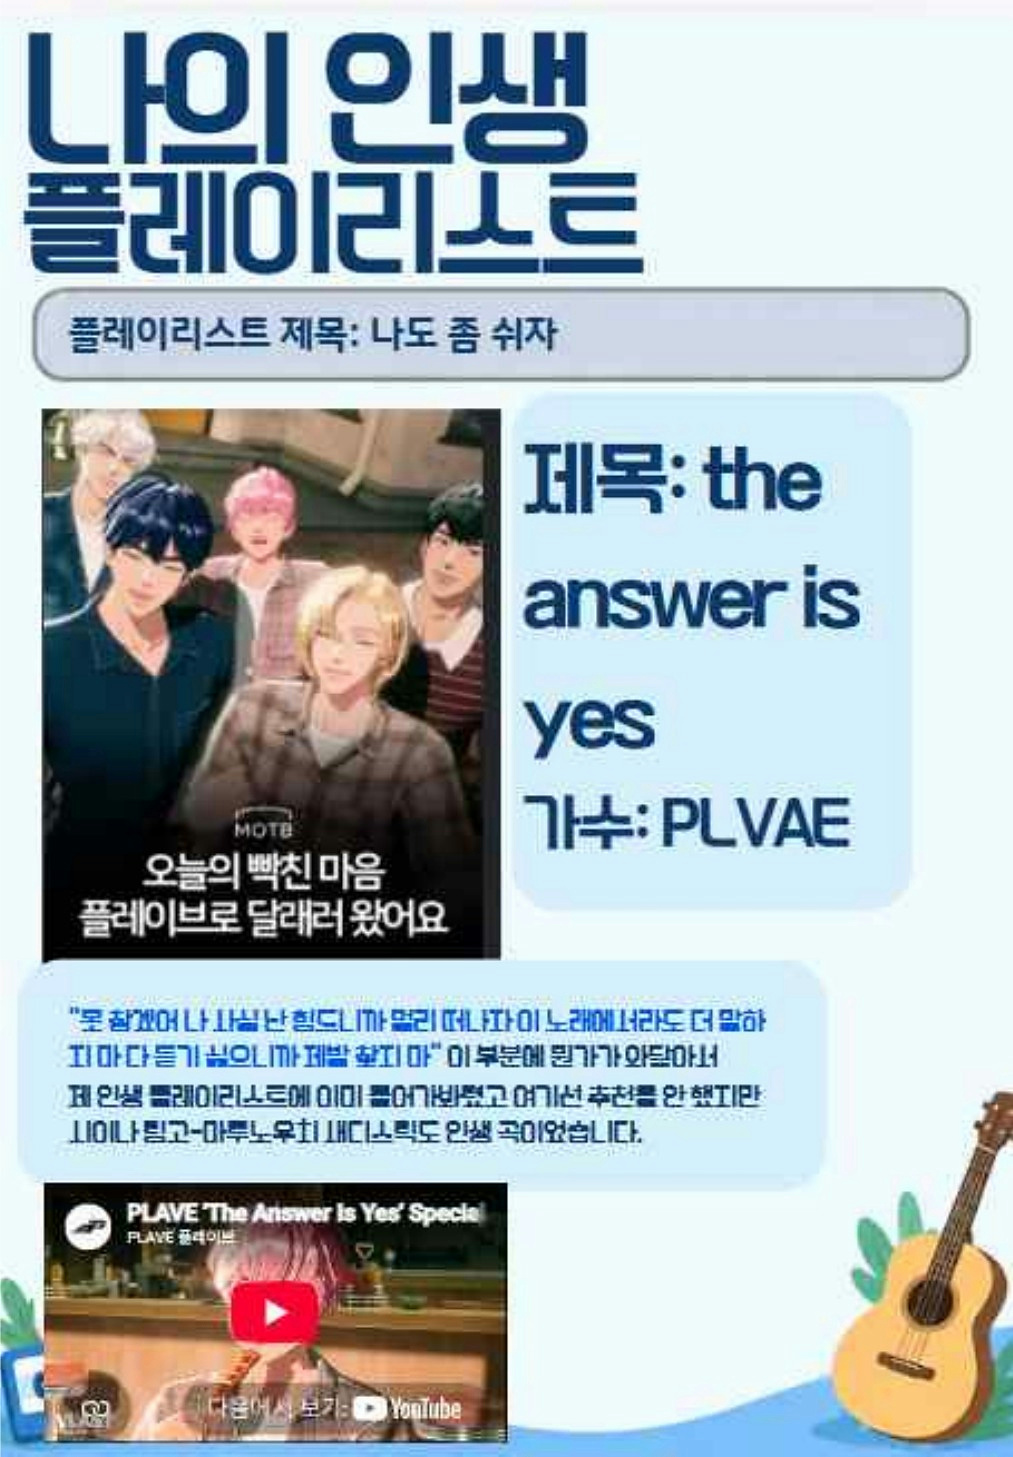 나의 인생
플레이리스트
플레이리스트 제목: 나도 좀 쉬자
제목: the
answer is
yes
가수: PLVAE
MOTB
오늘의 빡친 마음
플레이브로 달래러 왔어요
"못 참겠어 나 사실 난 힘드니까 멀리 떠나자 이 노래에서라도 더 말하
지 마 다 듣기 싫으니까 제발 찾지 마" 이 부분에 뭔가가 와닿아서
제 인생 플레이리스트에 이미 들어가바렸고 여기선 추천를 안 했지만
시이나 링고-마루노우치 새디스틱도 인생 곡이었습니다.
PLAVE 'The Answer Is Yes' Special
PLAVE 플레이브
다음에서 보기: YouTube